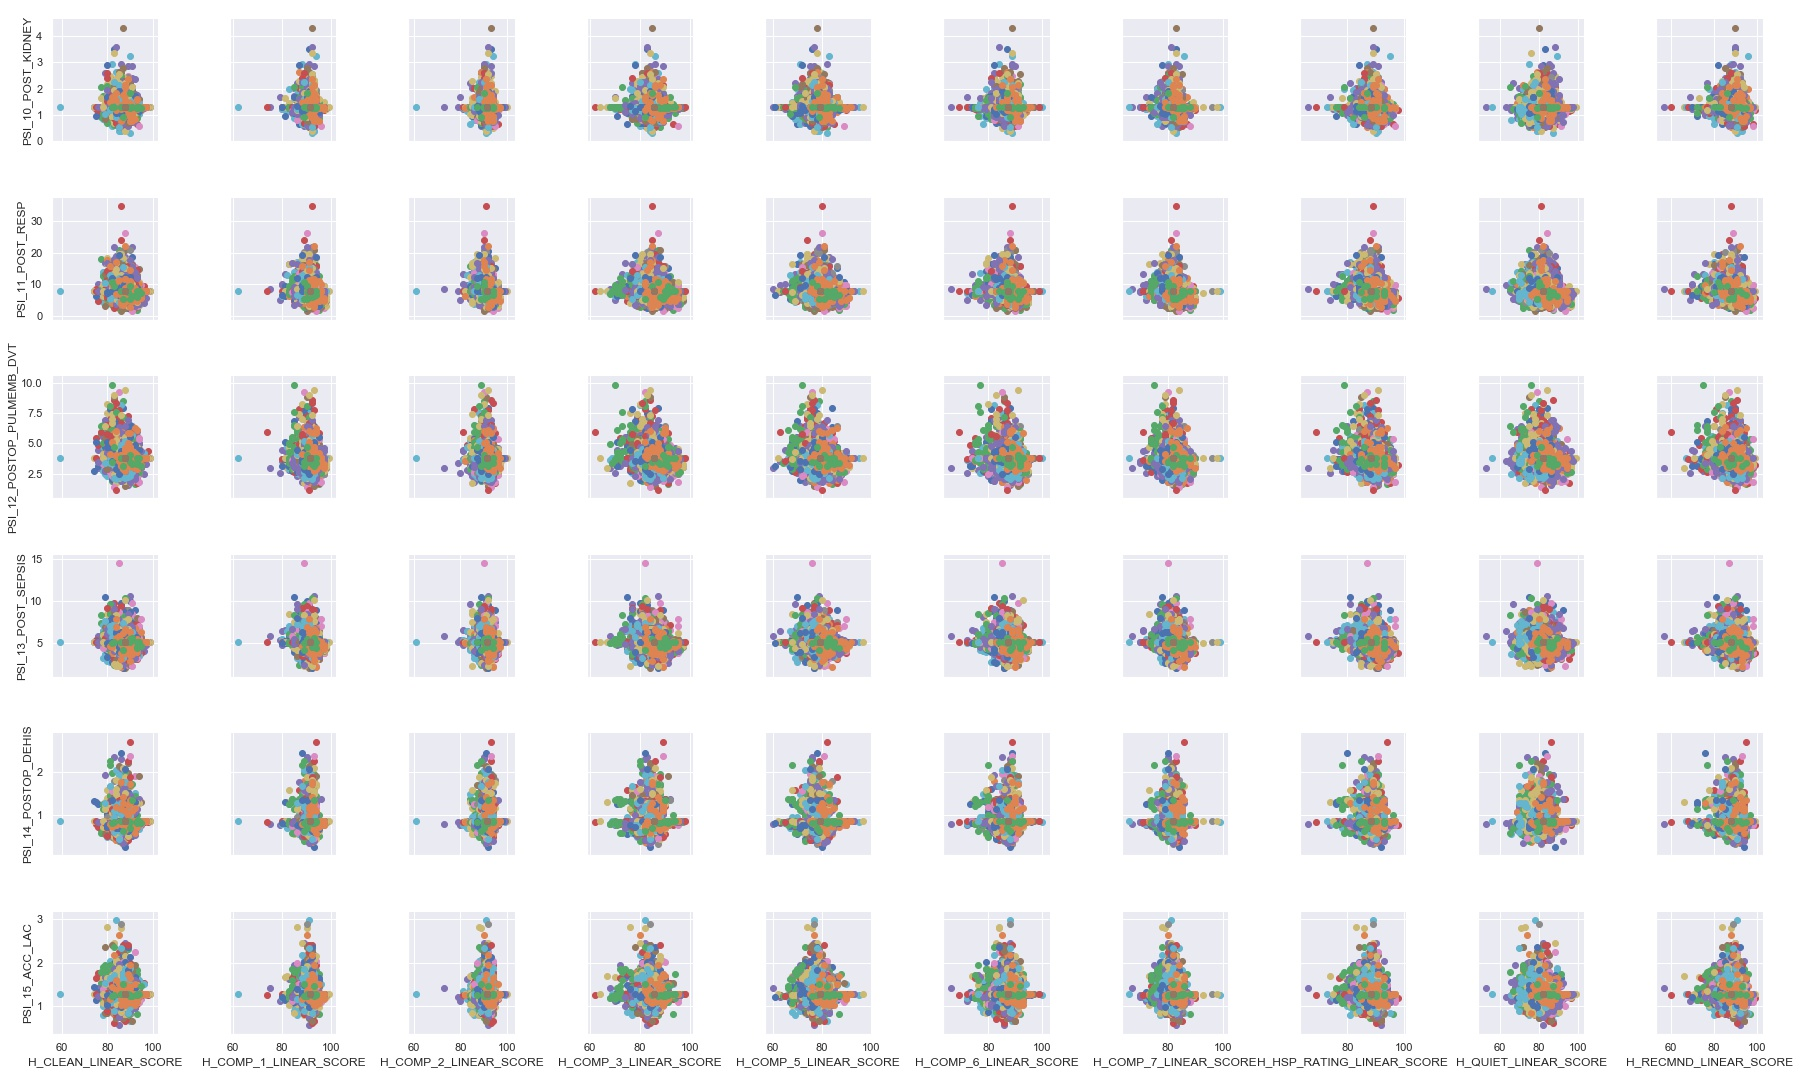 PSI_10_POST_KIDNEY
4
3
2
1
0
PSI_11_POST_RESP
30
20
10
0
PSI_12_POSTOP_PULMEMB_DVT
10.0
7.5
5.0
2.5
PSI_13_POST_SEPSIS
15
10
5
PSI_14_POSTOP_DEHIS
2
1
PSI_15_ACC_LAC
3
2
1
60 80 100 60 80 100 60 80 100 60 80 100 60 80 100 80 100 80 100 80 100 60 80 100 60 80 100
H_CLEAN_LINEAR_SCORE H_COMP_1_LINEAR_SCORE H_COMP_2_LINEAR_SCORE H_COMP_3_LINEAR_SCORE H_COMP_5_LINEAR_SCORE H_COMP_6_LINEAR_SCORE H_COMP_7_LINEAR_SCORE H_HSP_RATING_LINEAR_SCORE H_QUIET_LINEAR_SCORE H_RECMND_LINEAR_SCORE